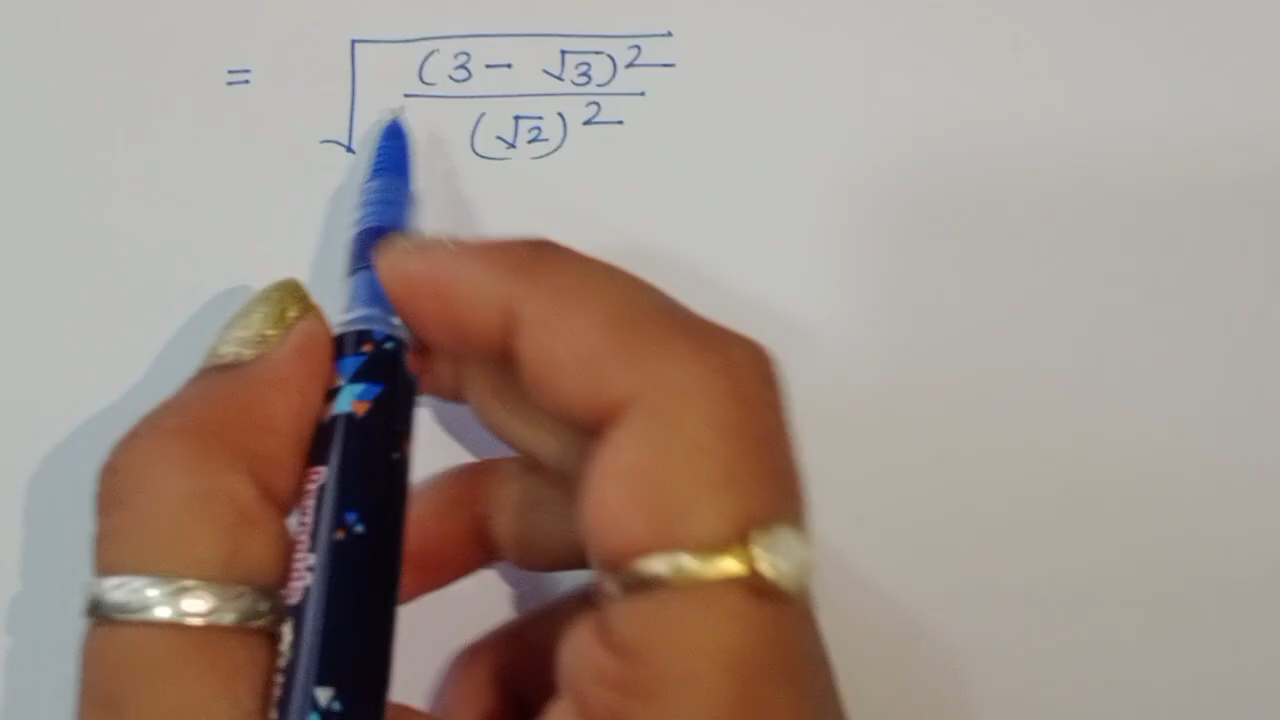 = √((3 - √3)² / (√2)²)